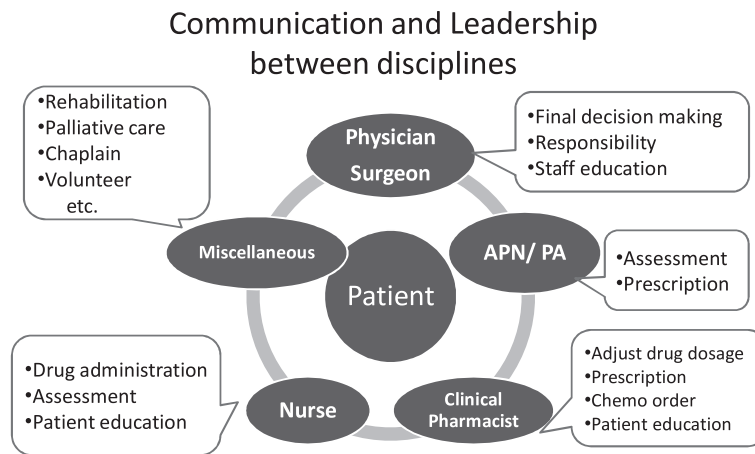 Communication and Leadership
between disciplines
•Rehabilitation
•Palliative care
•Chaplain
•Volunteer
etc.
Physician
Surgeon
•Final decision making
•Responsibility
•Staff education
Miscellaneous
APN/ PA
•Assessment
•Prescription
Patient
•Drug administration
•Assessment
•Patient education
Nurse
Clinical
Pharmacist
•Adjust drug dosage
•Prescription
•Chemo order
•Patient education